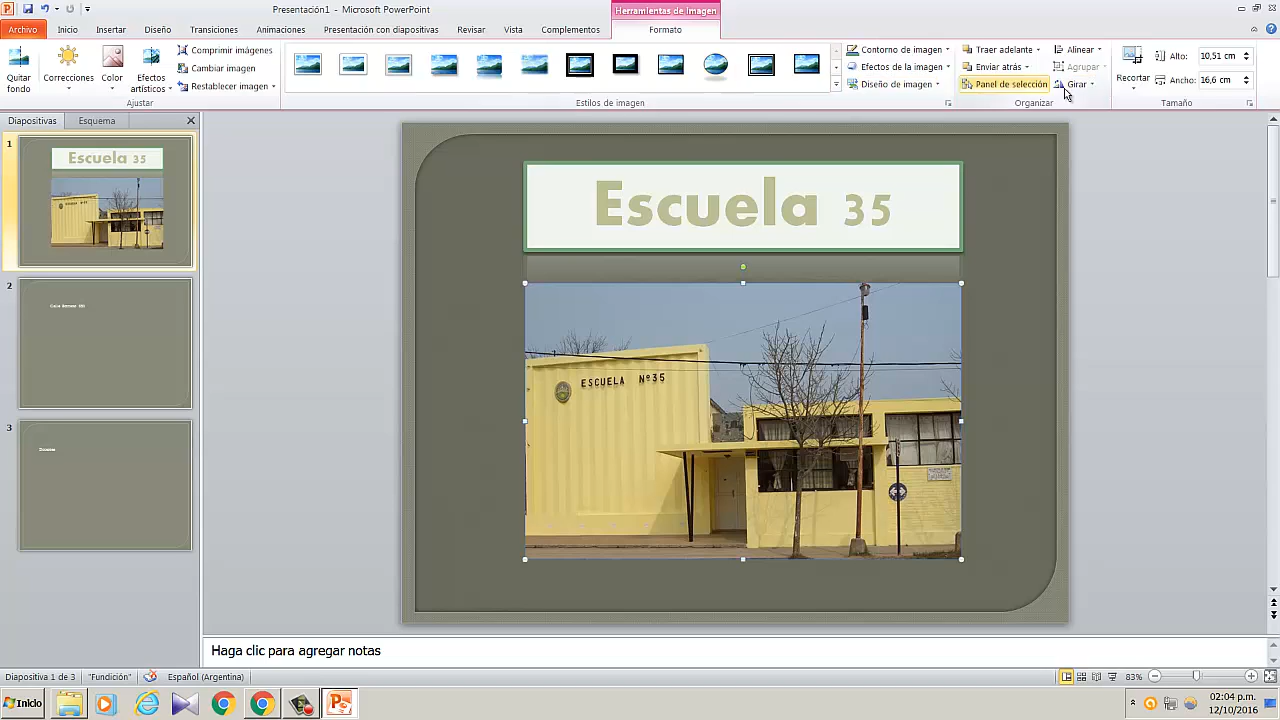 Presentación1 - Microsoft PowerPoint
Herramientas de imagen
Archivo Inicio Insertar Diseño Transiciones Animaciones Presentación con diapositivas Revisar Vista Complementos Formato
Quitar fondo
Correcciones
Color
Efectos artísticos
Comprimir imágenes
Cambiar imagen
Restablecer imagen
Ajustar
Estilos de imagen
Contorno de imagen
Efectos de la imagen
Diseño de imagen
Traer adelante
Enviar atrás
Panel de selección
Alinear
Agrupar
Girar
Organizar
Recortar
Alto: 10,51 cm
Ancho: 16,6 cm
Tamaño
Diapositivas Esquema
1
Escuela 35
2
3
Escuela 35
ESCUELA Nº35
Haga clic para agregar notas
Diapositiva 1 de 3 "Fundición" Español (Argentina) 83%
Inicio
02:04 p.m.
12/10/2016